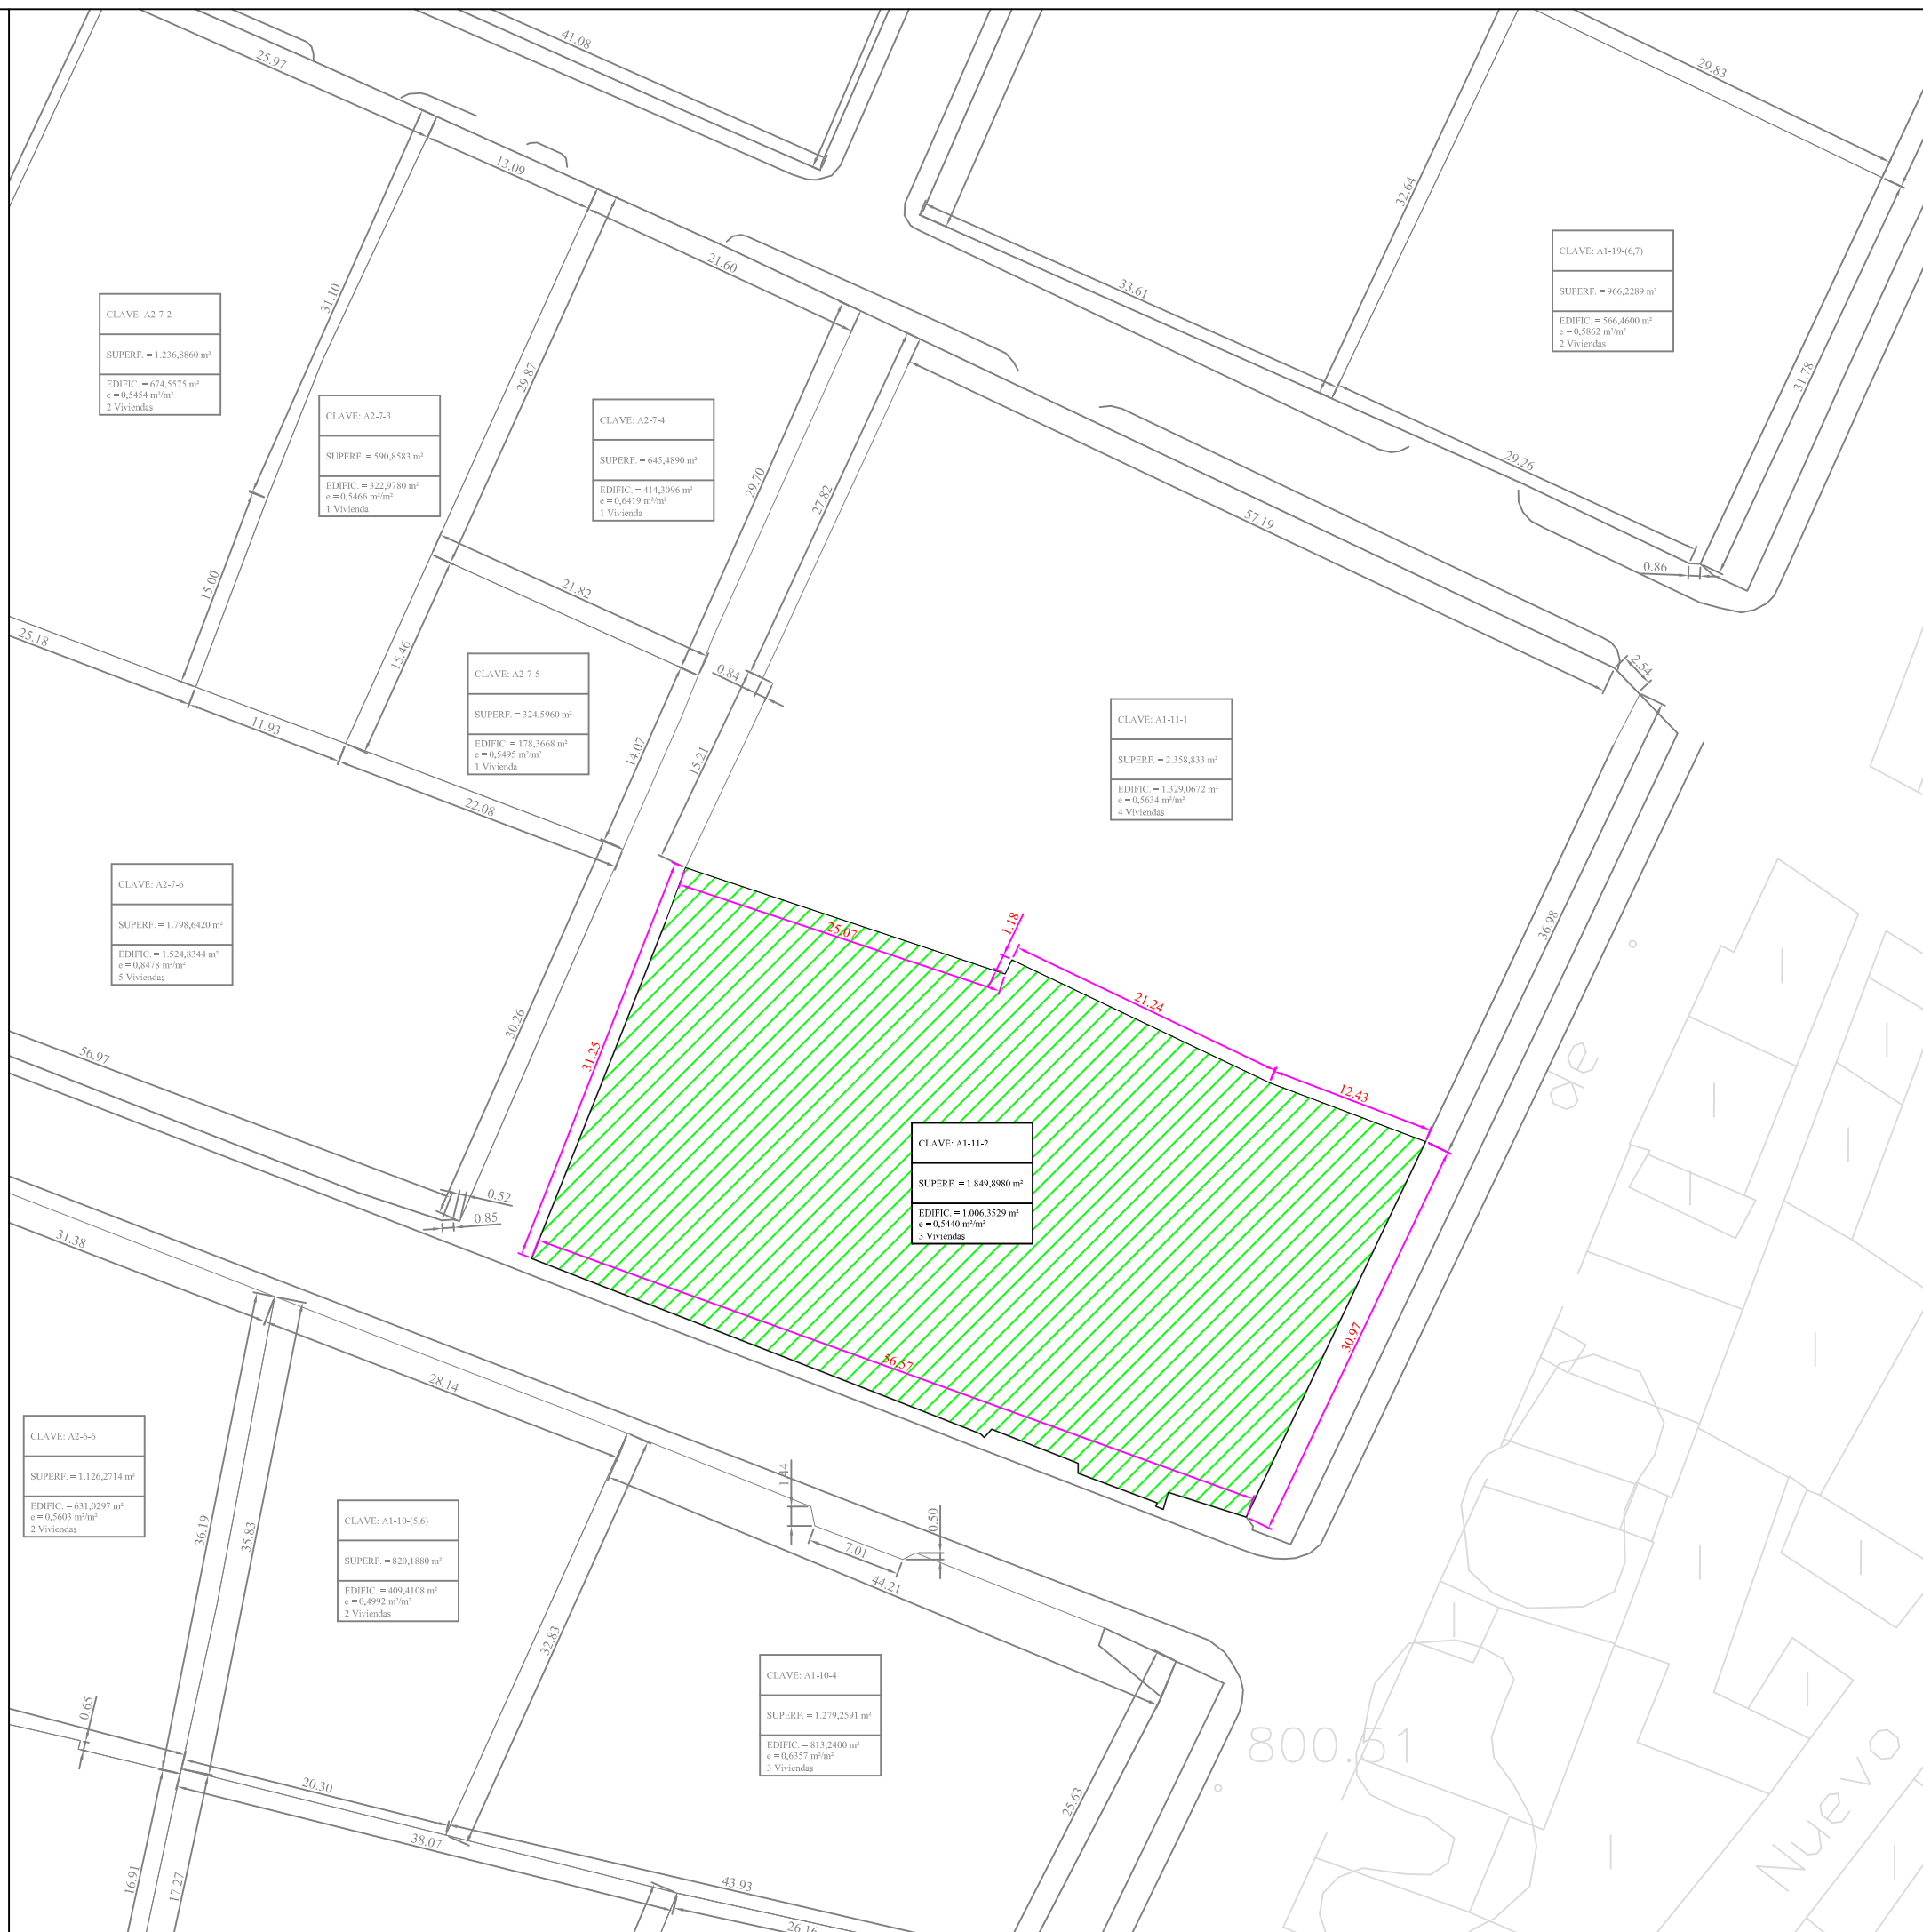 41.08
25.97
29.83
13.09
32.64
21.60
33.61
CLAVE: A1-19-(6,7)
SUPERF. = 966,2289 m²
EDIFIC. = 566,4600 m²
e = 0,5862 m²/m²
2 Viviendas
31.10
CLAVE: A2-7-2
SUPERF. = 1.236,8860 m²
EDIFIC. = 674,5575 m²
e = 0,5454 m²/m²
2 Viviendas
29.87
31.78
CLAVE: A2-7-3
SUPERF. = 590,8583 m²
EDIFIC. = 322,9780 m²
e = 0,5466 m²/m²
1 Vivienda
CLAVE: A2-7-4
SUPERF. = 645,4890 m²
EDIFIC. = 414,3096 m²
e = 0,6419 m²/m²
1 Vivienda
29.70
27.82
29.26
57.19
0.86
15.00
21.82
25.18
15.46
0.84
2.54
CLAVE: A2-7-5
SUPERF. = 324,5960 m²
EDIFIC. = 178,3668 m²
e = 0,5495 m²/m²
1 Vivienda
11.93
14.07
15.21
CLAVE: A1-11-1
SUPERF. = 2.358,833 m²
EDIFIC. = 1.329,0672 m²
e = 0,5634 m²/m²
4 Viviendas
22.08
CLAVE: A2-7-6
SUPERF. = 1.798,6420 m²
EDIFIC. = 1.524,8344 m²
e = 0,8478 m²/m²
5 Viviendas
25.07
1.18
36.98
21.24
30.26
31.25
56.97
12.43
de
CLAVE: A1-11-2
SUPERF. = 1.849,8980 m²
EDIFIC. = 1.006,3529 m²
e = 0,5440 m²/m²
3 Viviendas
0.52
0.85
31.38
30.97
56.57
28.14
CLAVE: A2-6-6
SUPERF. = 1.126,2714 m²
EDIFIC. = 631,0297 m²
e = 0,5603 m²/m²
2 Viviendas
36.19
35.83
CLAVE: A1-10-(5,6)
SUPERF. = 820,1880 m²
EDIFIC. = 409,4108 m²
e = 0,4992 m²/m²
2 Viviendas
1.44
0.50
7.01
44.21
32.83
CLAVE: A1-10-4
SUPERF. = 1.279,2591 m²
EDIFIC. = 813,2400 m²
e = 0,6357 m²/m²
3 Viviendas
0.65
800.51
Nuevo
20.30
25.63
38.07
16.91
17.27
43.93
26.16